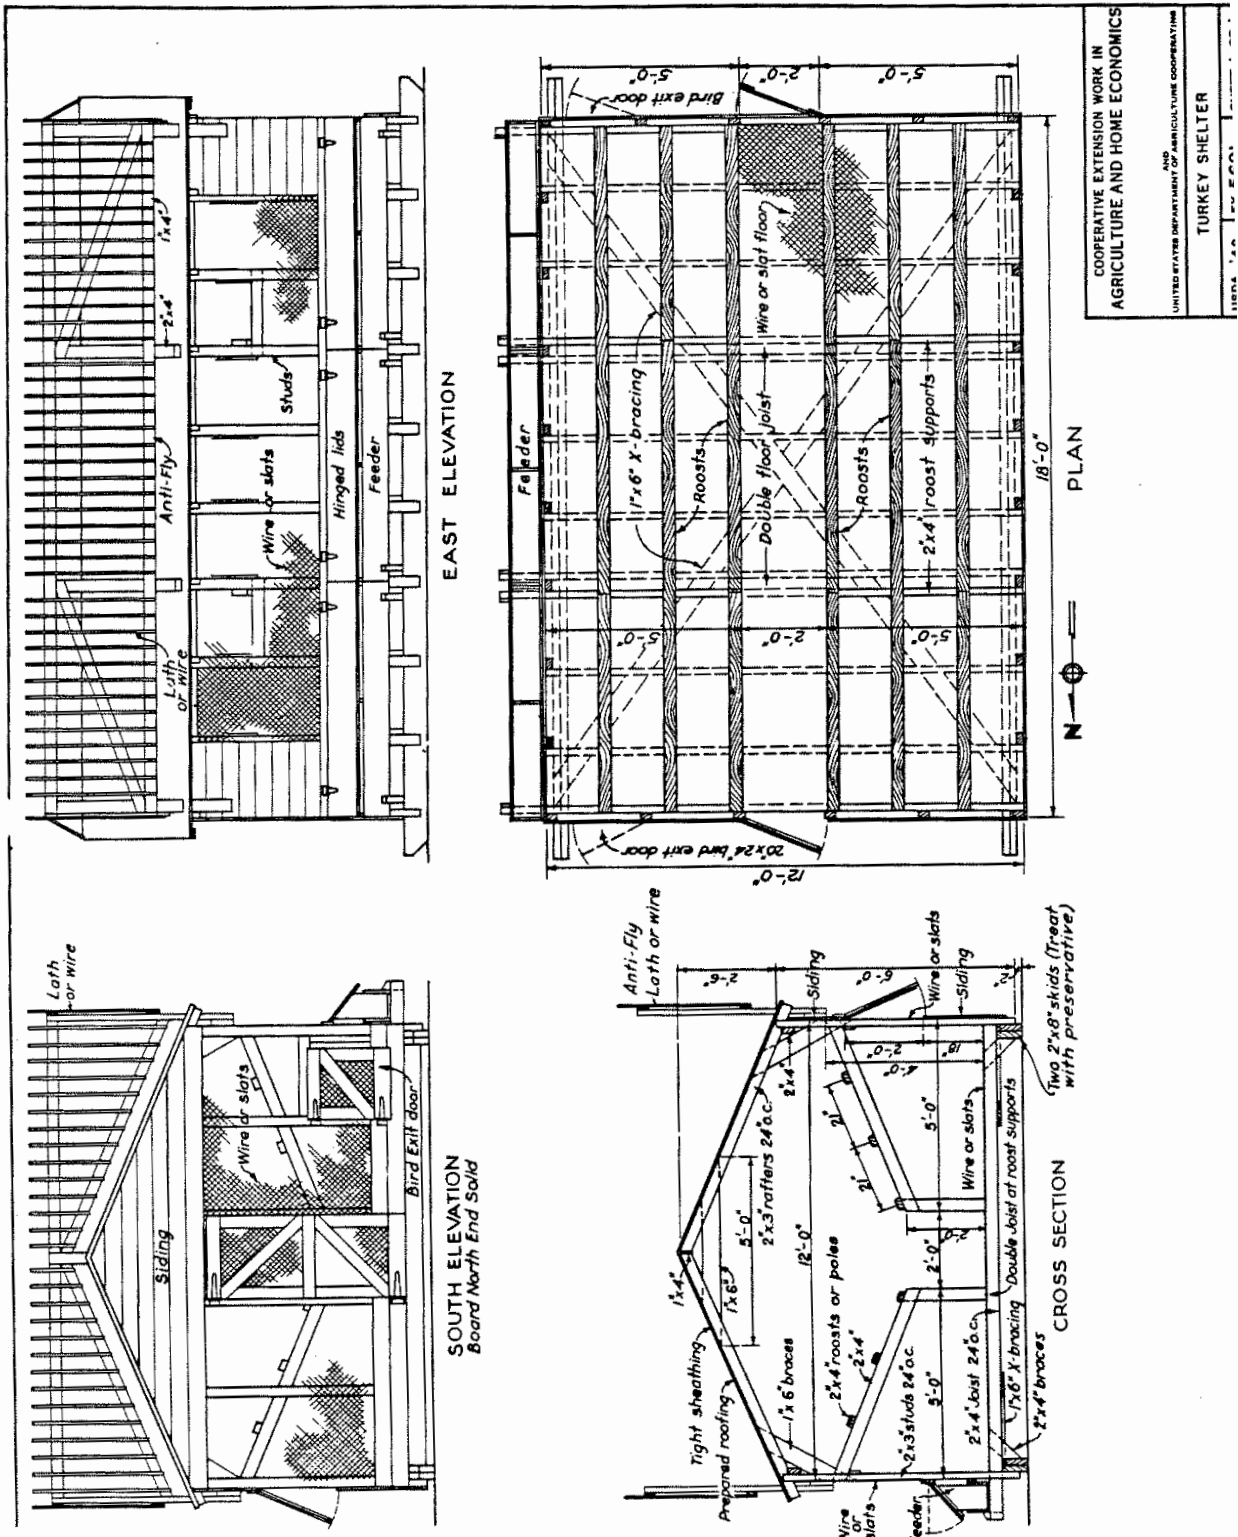 Lath
or wire
Siding
Wire or slats
Bird Exit door
SOUTH ELEVATION
Board North End Solid
1"x4"
2"x4"
Anti-Fly
Lath
or wire
Studs
Wire or slats
Hinged lids
Feeder
EAST ELEVATION
Anti-Fly
Lath or wire
Tight sheathing
Prepared roofing
1"x4"
1"x6"
5'-0"
2"x3" rafters 24" o.c.
2"x4"
Siding
2'-6"
6'-0"
12'-0"
1"x6" braces
2"x4" roosts or poles
2"x4"
21"
21"
4'-0"
2'-0"
18"
Wire or slats
Siding
2"x3" studs 24" o.c.
5'-0"
2'-0"
2'-0"
5'-0"
Wire or slats
2"x4" Joist 24" o.c.
Double Joist at roost supports
1"x6" X-bracing
2"x4" braces
Two 2"x8" skids (Treat
with preservative)
Wire
or
slats
Feeder
CROSS SECTION
Feeder
20"x24" bird exit door
Bird exit door
12'-0"
5'-0"
2'-0"
5'-0"
5'-0"
2'-0"
5'-0"
1"x6" X-bracing
Roosts
Double floor joist
Wire or slat floor
Roosts
2"x4" roost supports
18'-0"
PLAN
N
COOPERATIVE EXTENSION WORK IN
AGRICULTURE AND HOME ECONOMICS
AND
UNITED STATES DEPARTMENT OF AGRICULTURE COOPERATING
TURKEY SHELTER